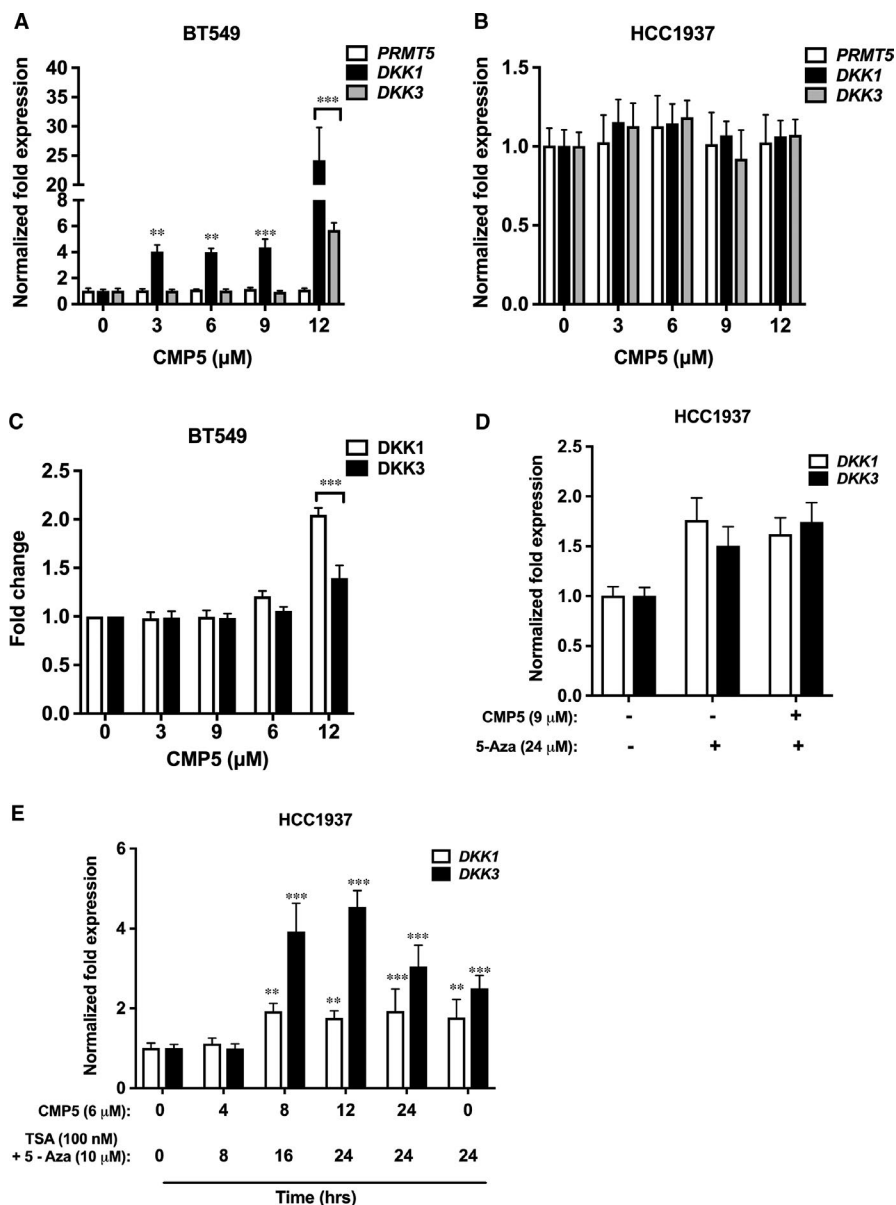 A
BT549
PRMT5
DKK1
DKK3
Normalized fold expression
40
35
30
25
20
8
6
4
2
0
**
**
***
***
0 3 6 9 12
CMP5 (µM)
B
HCC1937
PRMT5
DKK1
DKK3
Normalized fold expression
1.5
1.0
0.5
0.0
0 3 6 9 12
CMP5 (µM)
C
BT549
DKK1
DKK3
Fold change
2.5
2.0
1.5
1.0
0.5
0.0
***
0 3 9 6 12
CMP5 (µM)
D
HCC1937
DKK1
DKK3
Normalized fold expression
2.5
2.0
1.5
1.0
0.5
0.0
CMP5 (9 µM): - - +
5-Aza (24 µM): - + +
E
HCC1937
DKK1
DKK3
Normalized fold expression
6
4
2
0
** *** ** *** *** *** ** ***
CMP5 (6 µM): 0 4 8 12 24 0
TSA (100 nM)
+ 5 - Aza (10 µM): 0 8 16 24 24 24
Time (hrs)